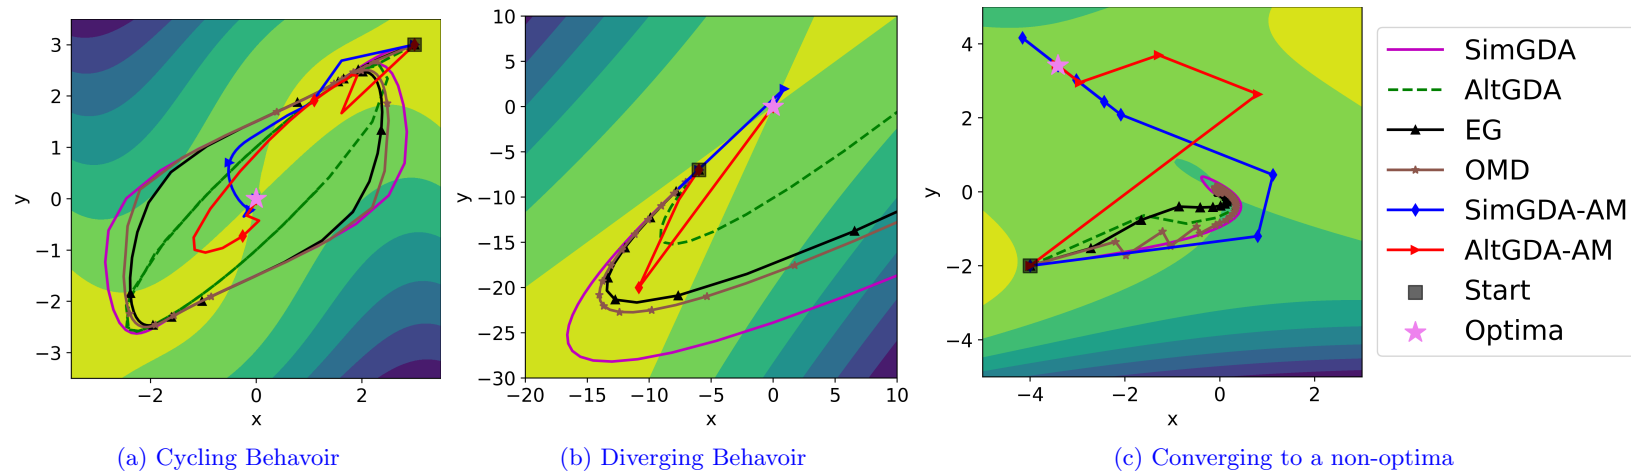 3
2
1
0
−1
−2
−3
y
−2
0
2
x
(a) Cycling Behavoir
10
5
0
−5
−10
−15
−20
−25
−30
y
−20
−15
−10
−5
0
5
10
x
(b) Diverging Behavoir
4
2
0
−2
−4
y
−4
−2
0
2
x
(c) Converging to a non-optima
SimGDA
AltGDA
EG
OMD
SimGDA-AM
AltGDA-AM
Start
Optima